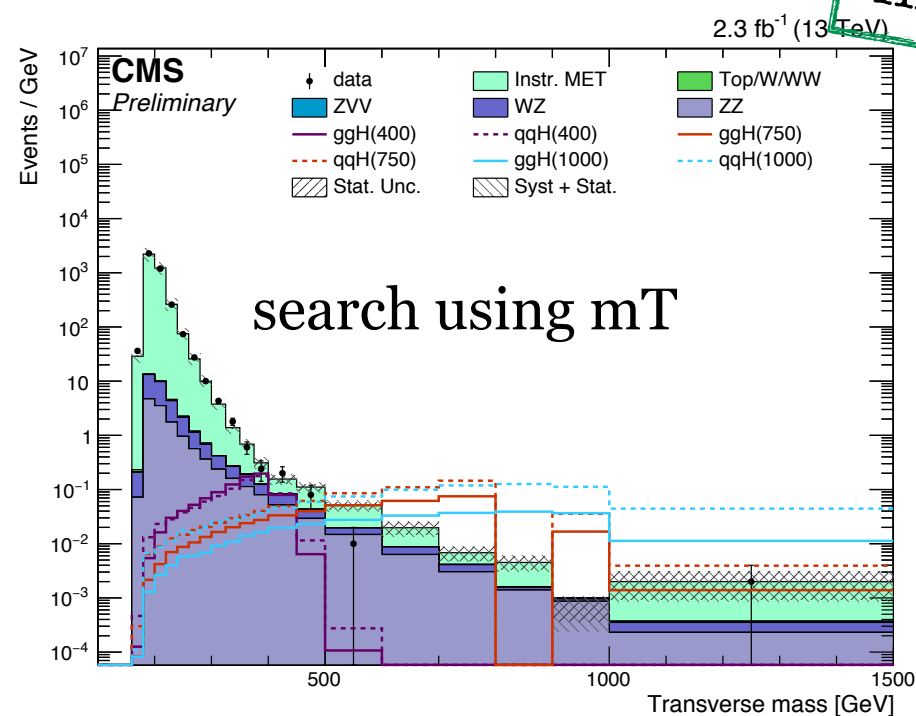 2.3 fb⁻¹ (13 TeV)
CMS
Preliminary
data
Instr. MET
Top/W/WW
ZVV
WZ
ZZ
ggH(400)
qqH(400)
ggH(750)
qqH(750)
ggH(1000)
qqH(1000)
Stat. Unc.
Syst + Stat.
search using mT
Events / GeV
10⁷
10⁶
10⁵
10⁴
10³
10²
10
1
10⁻¹
10⁻²
10⁻³
10⁻⁴
500
1000
1500
Transverse mass [GeV]